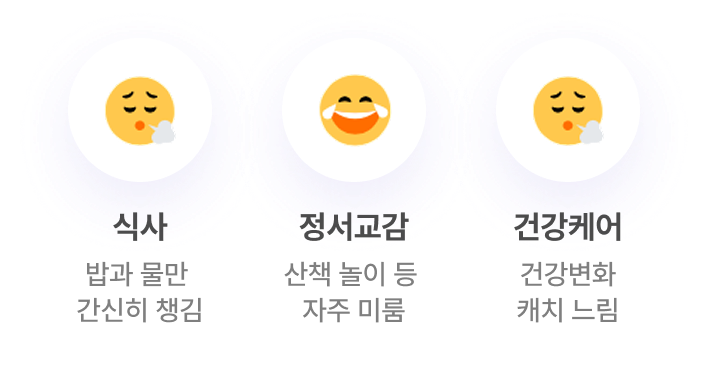 식사
밥과 물만
간신히 챙김
정서교감
산책 놀이 등
자주 미룸
건강케어
건강변화
캐치 느림